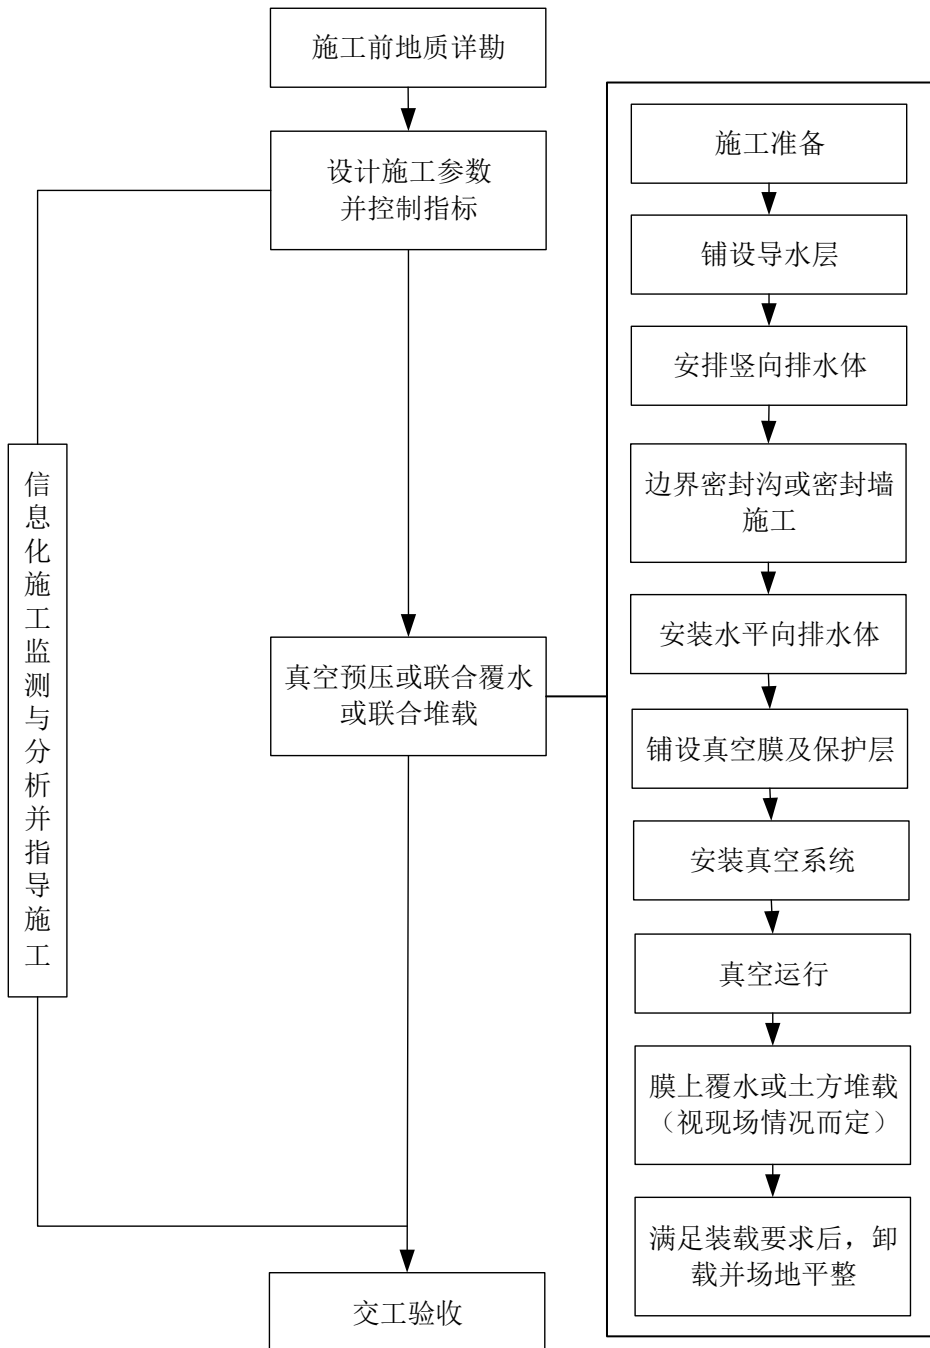 施工前地质详勘
设计施工参数
并控制指标
信息化施工监测与分析并指导施工
真空预压或联合覆水
或联合堆载
交工验收
施工准备
铺设导水层
安排竖向排水体
边界密封沟或密封墙
施工
安装水平向排水体
铺设真空膜及保护层
安装真空系统
真空运行
膜上覆水或土方堆载
（视现场情况而定）
满足装载要求后，卸
载并场地平整